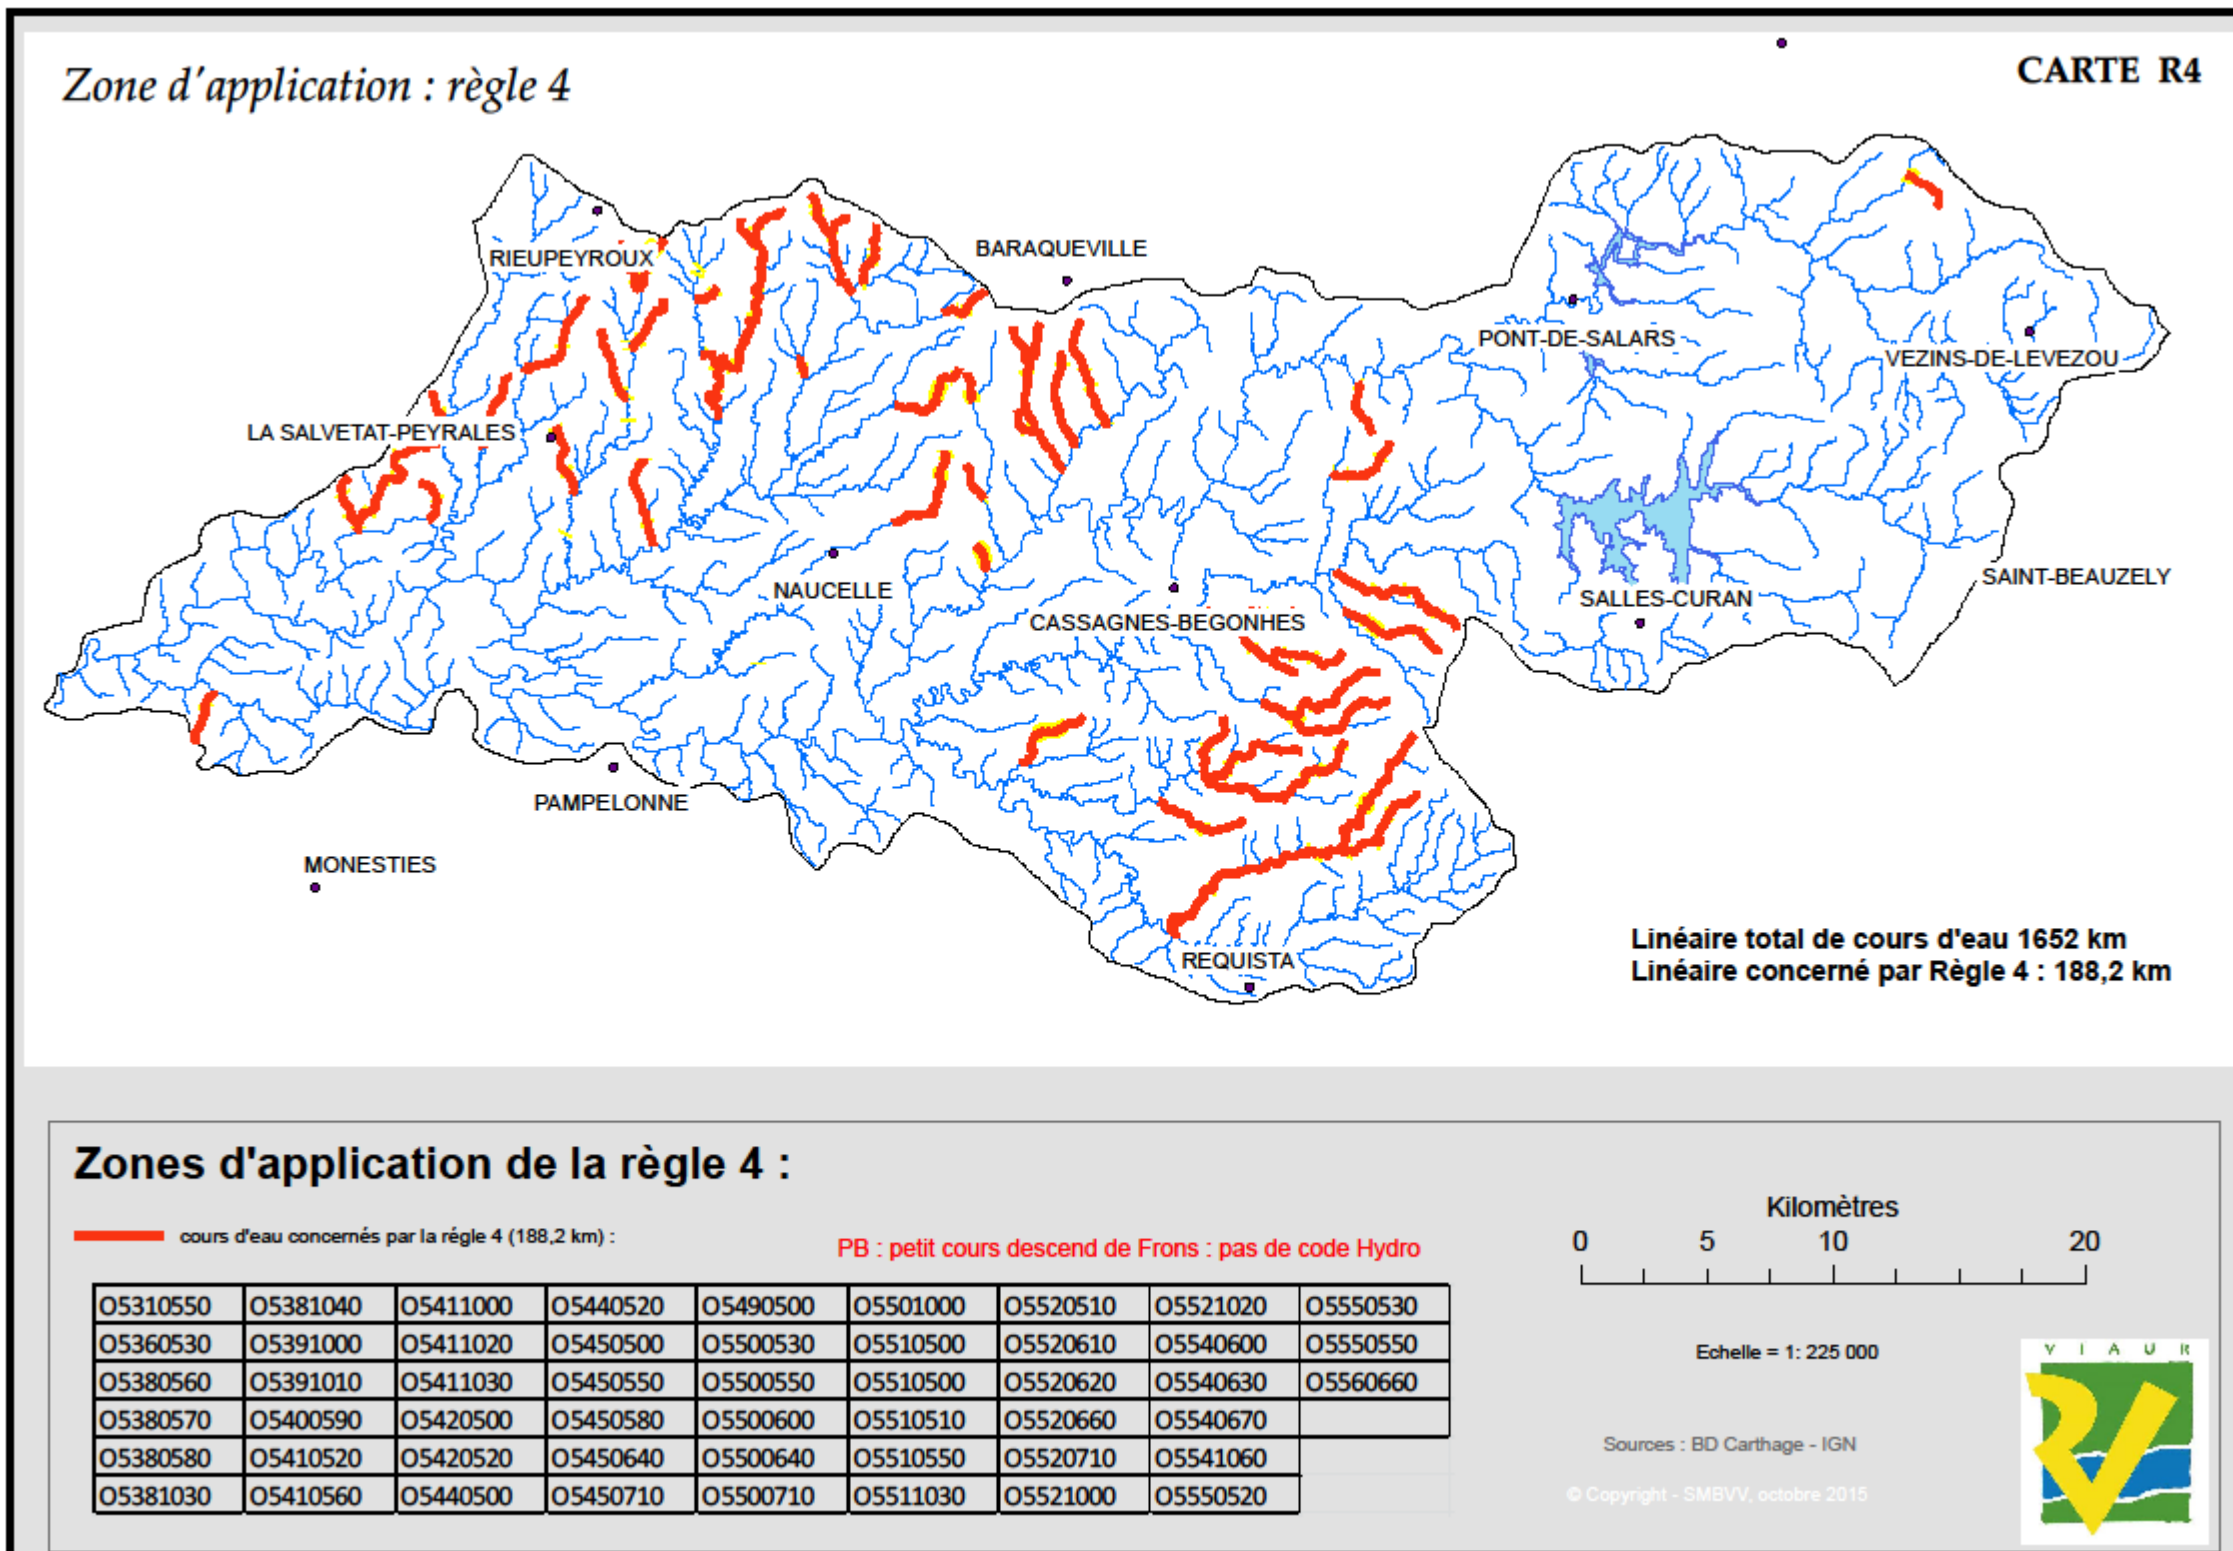 Zone d'application : règle 4
CARTE R4
BARAQUEVILLE
RIEUPEYROUX
PONT-DE-SALARS
VEZINS-DE-LEVEZOU
LA SALVETAT-PEYRALES
SAINT-BEAUZELY
NAUCELLE
SALLES-CURAN
CASSAGNES-BEGONHES
PAMPELONNE
MONESTIES
REQUISTA
Linéaire total de cours d'eau 1652 km
Linéaire concerné par Règle 4 : 188,2 km
Zones d'application de la règle 4 :
cours d'eau concernés par la régle 4 (188,2 km) :
PB : petit cours descend de Frons : pas de code Hydro
O5310550 O5381040 O5411000 O5440520 O5490500 O5501000 O5520510 O5521020 O5550530
O5360530 O5391000 O5411020 O5450500 O5500530 O5510500 O5520610 O5540600 O5550550
O5380560 O5391010 O5411030 O5450550 O5500550 O5510500 O5520620 O5540630 O5560660
O5380570 O5400590 O5420500 O5450580 O5500600 O5510510 O5520660 O5540670
O5380580 O5410520 O5420520 O5450640 O5500640 O5510550 O5520710 O5541060
O5381030 O5410560 O5440500 O5450710 O5500710 O5511030 O5521000 O5550520
Kilomètres
0 5 10 20
Echelle = 1: 225 000
Sources : BD Carthage - IGN
© Copyright - SMBVV, octobre 2015
VIAUR